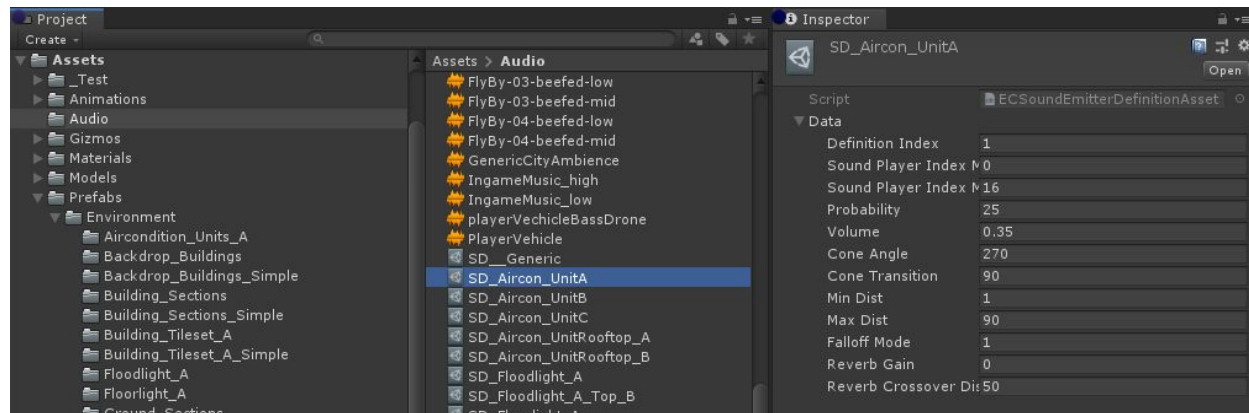 Project
Create
Assets
_Test
Animations
Audio
Gizmos
Materials
Models
Prefabs
Environment
Aircondition_Units_A
Backdrop_Buildings
Backdrop_Buildings_Simple
Building_Sections
Building_Sections_Simple
Building_Tileset_A
Building_Tileset_A_Simple
Floodlight_A
Floorlight_A
Ground_Sections
Assets > Audio
FlyBy-03-beefed-low
FlyBy-03-beefed-mid
FlyBy-04-beefed-low
FlyBy-04-beefed-mid
GenericCityAmbience
IngameMusic_high
IngameMusic_low
playerVechicleBassDrone
PlayerVehicle
SD__Generic
SD_Aircon_UnitA
SD_Aircon_UnitB
SD_Aircon_UnitC
SD_Aircon_UnitRooftop_A
SD_Aircon_UnitRooftop_B
SD_Floodlight_A
SD_Floodlight_A_Top_B
Inspector
SD_Aircon_UnitA
Open
Script ECSoundEmitterDefinitionAsset
Data
Definition Index 1
Sound Player Index M 0
Sound Player Index M 16
Probability 25
Volume 0.35
Cone Angle 270
Cone Transition 90
Min Dist 1
Max Dist 90
Falloff Mode 1
Reverb Gain 0
Reverb Crossover Di 50